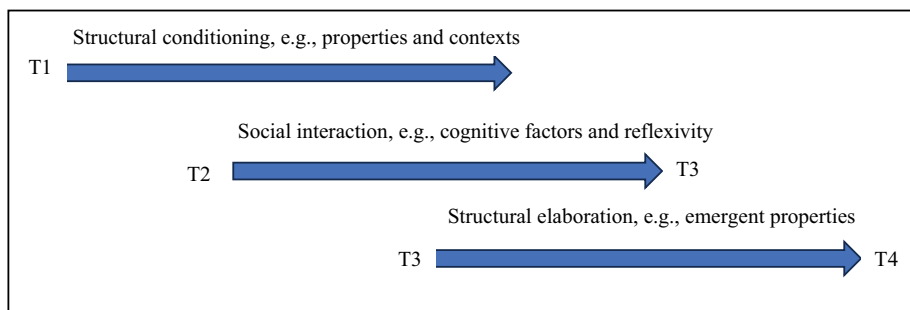 Structural conditioning, e.g., properties and contexts
T1
Social interaction, e.g., cognitive factors and reflexivity
T2
T3
Structural elaboration, e.g., emergent properties
T3
T4